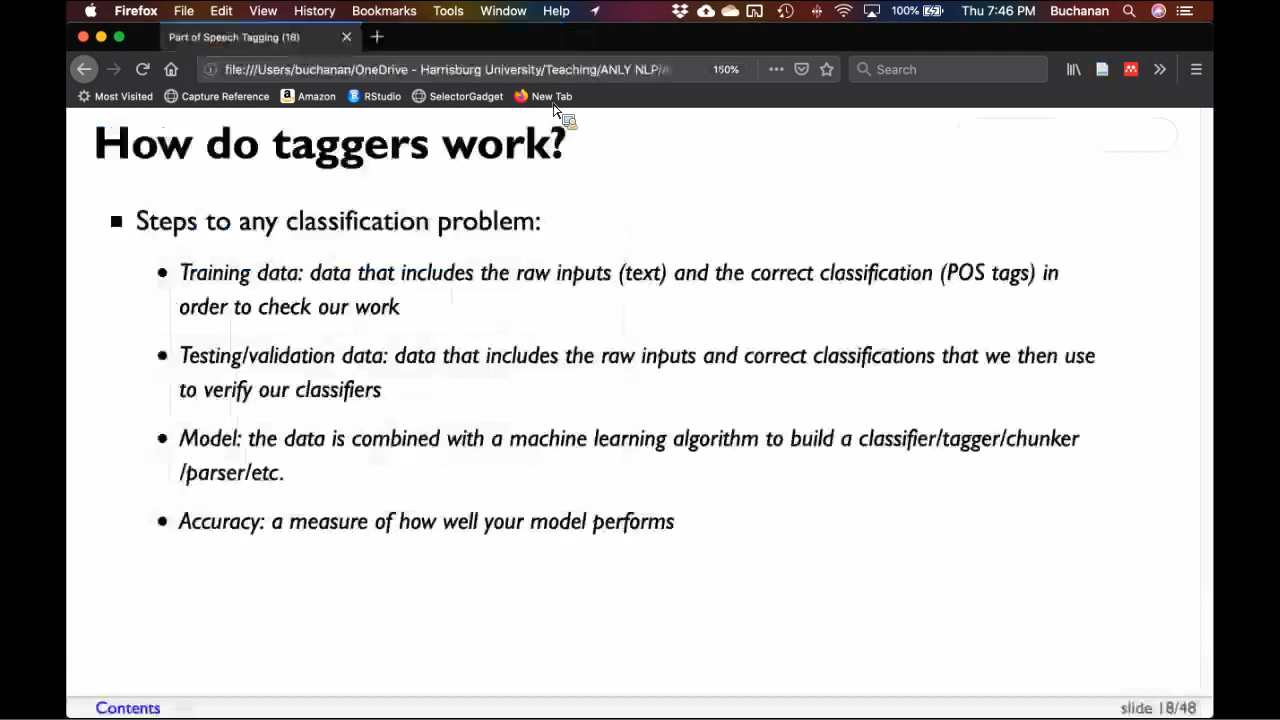 Firefox File Edit View History Bookmarks Tools Window Help 100% Thu 7:46 PM Buchanan
Part of Speech Tagging (18)
file:///Users/buchanan/OneDrive - Harrisburg University/Teaching/ANLY NLP/ 150% Search
Most Visited Capture Reference Amazon RStudio SelectorGadget New Tab
How do taggers work?
Steps to any classification problem:
• Training data: data that includes the raw inputs (text) and the correct classification (POS tags) in
order to check our work
• Testing/validation data: data that includes the raw inputs and correct classifications that we then use
to verify our classifiers
• Model: the data is combined with a machine learning algorithm to build a classifier/tagger/chunker
/parser/etc.
• Accuracy: a measure of how well your model performs
Contents slide 18/48